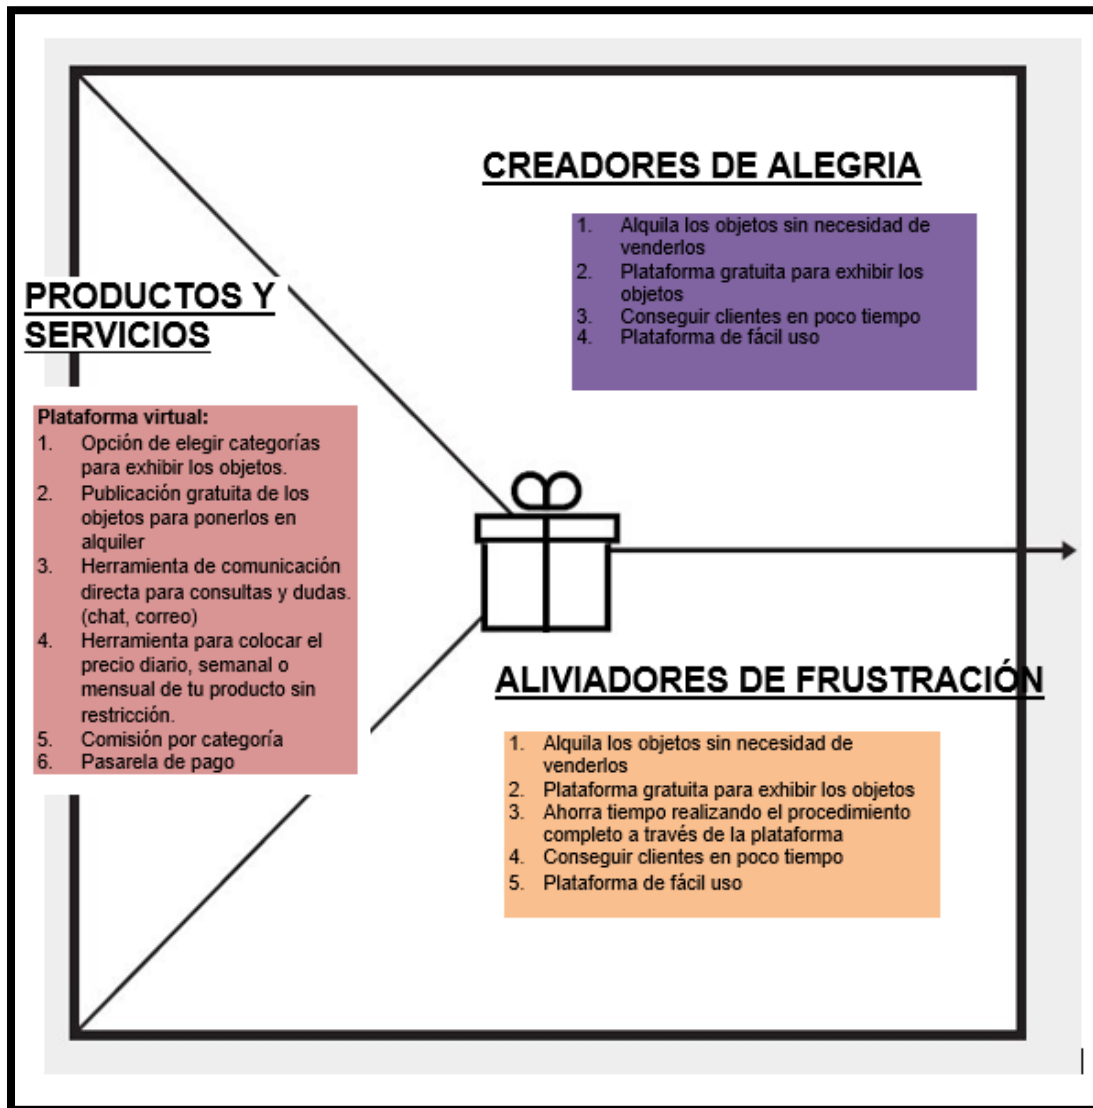 CREADORES DE ALEGRIA
1. Alquila los objetos sin necesidad de
venderlos
2. Plataforma gratuita para exhibir los
objetos
3. Conseguir clientes en poco tiempo
4. Plataforma de fácil uso
PRODUCTOS Y
SERVICIOS
Plataforma virtual:
1. Opción de elegir categorías
para exhibir los objetos.
2. Publicación gratuita de los
objetos para ponerlos en
alquiler
3. Herramienta de comunicación
directa para consultas y dudas.
(chat, correo)
4. Herramienta para colocar el
precio diario, semanal o
mensual de tu producto sin
restricción.
5. Comisión por categoría
6. Pasarela de pago
ALIVIADORES DE FRUSTRACIÓN
1. Alquila los objetos sin necesidad de
venderlos
2. Plataforma gratuita para exhibir los objetos
3. Ahorra tiempo realizando el procedimiento
completo a través de la plataforma
4. Conseguir clientes en poco tiempo
5. Plataforma de fácil uso